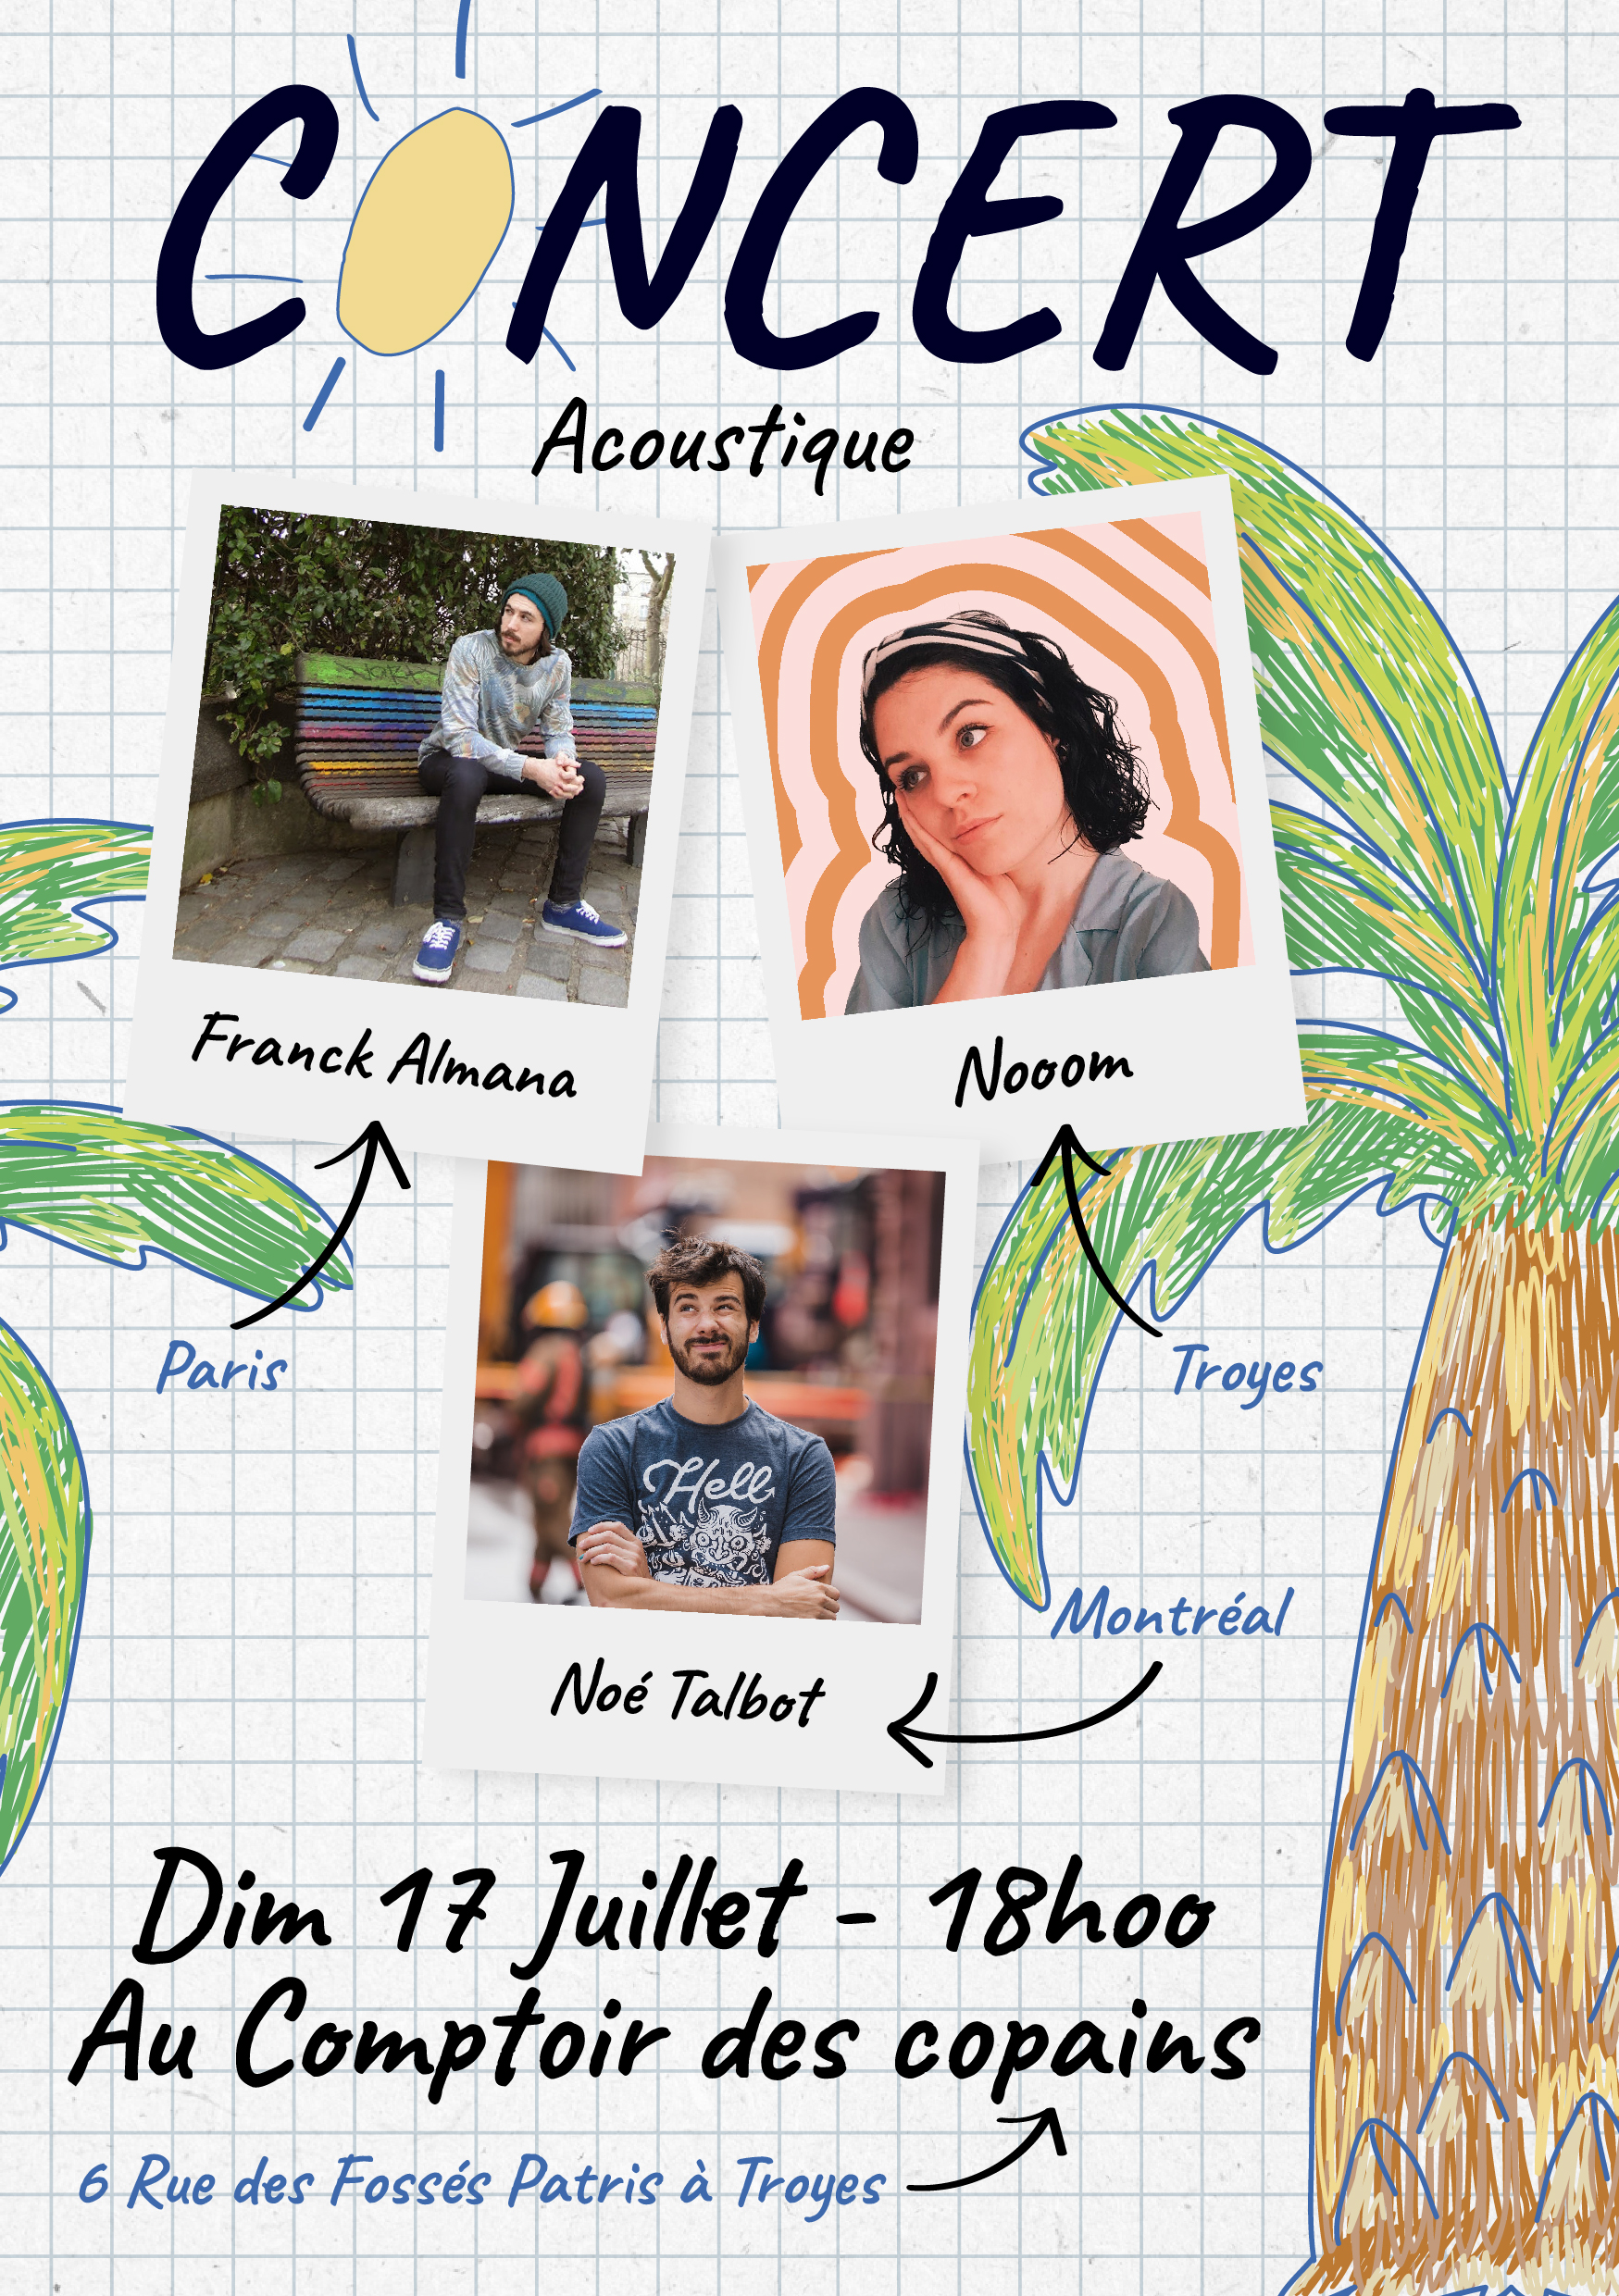 CONCERT
Acoustique
Franck Almana
Nooom
Paris
Troyes
Hell
Montréal
Noé Talbot
Dim 17 Juillet - 18h00
Au Comptoir des copains
6 Rue des Fossés Patris à Troyes